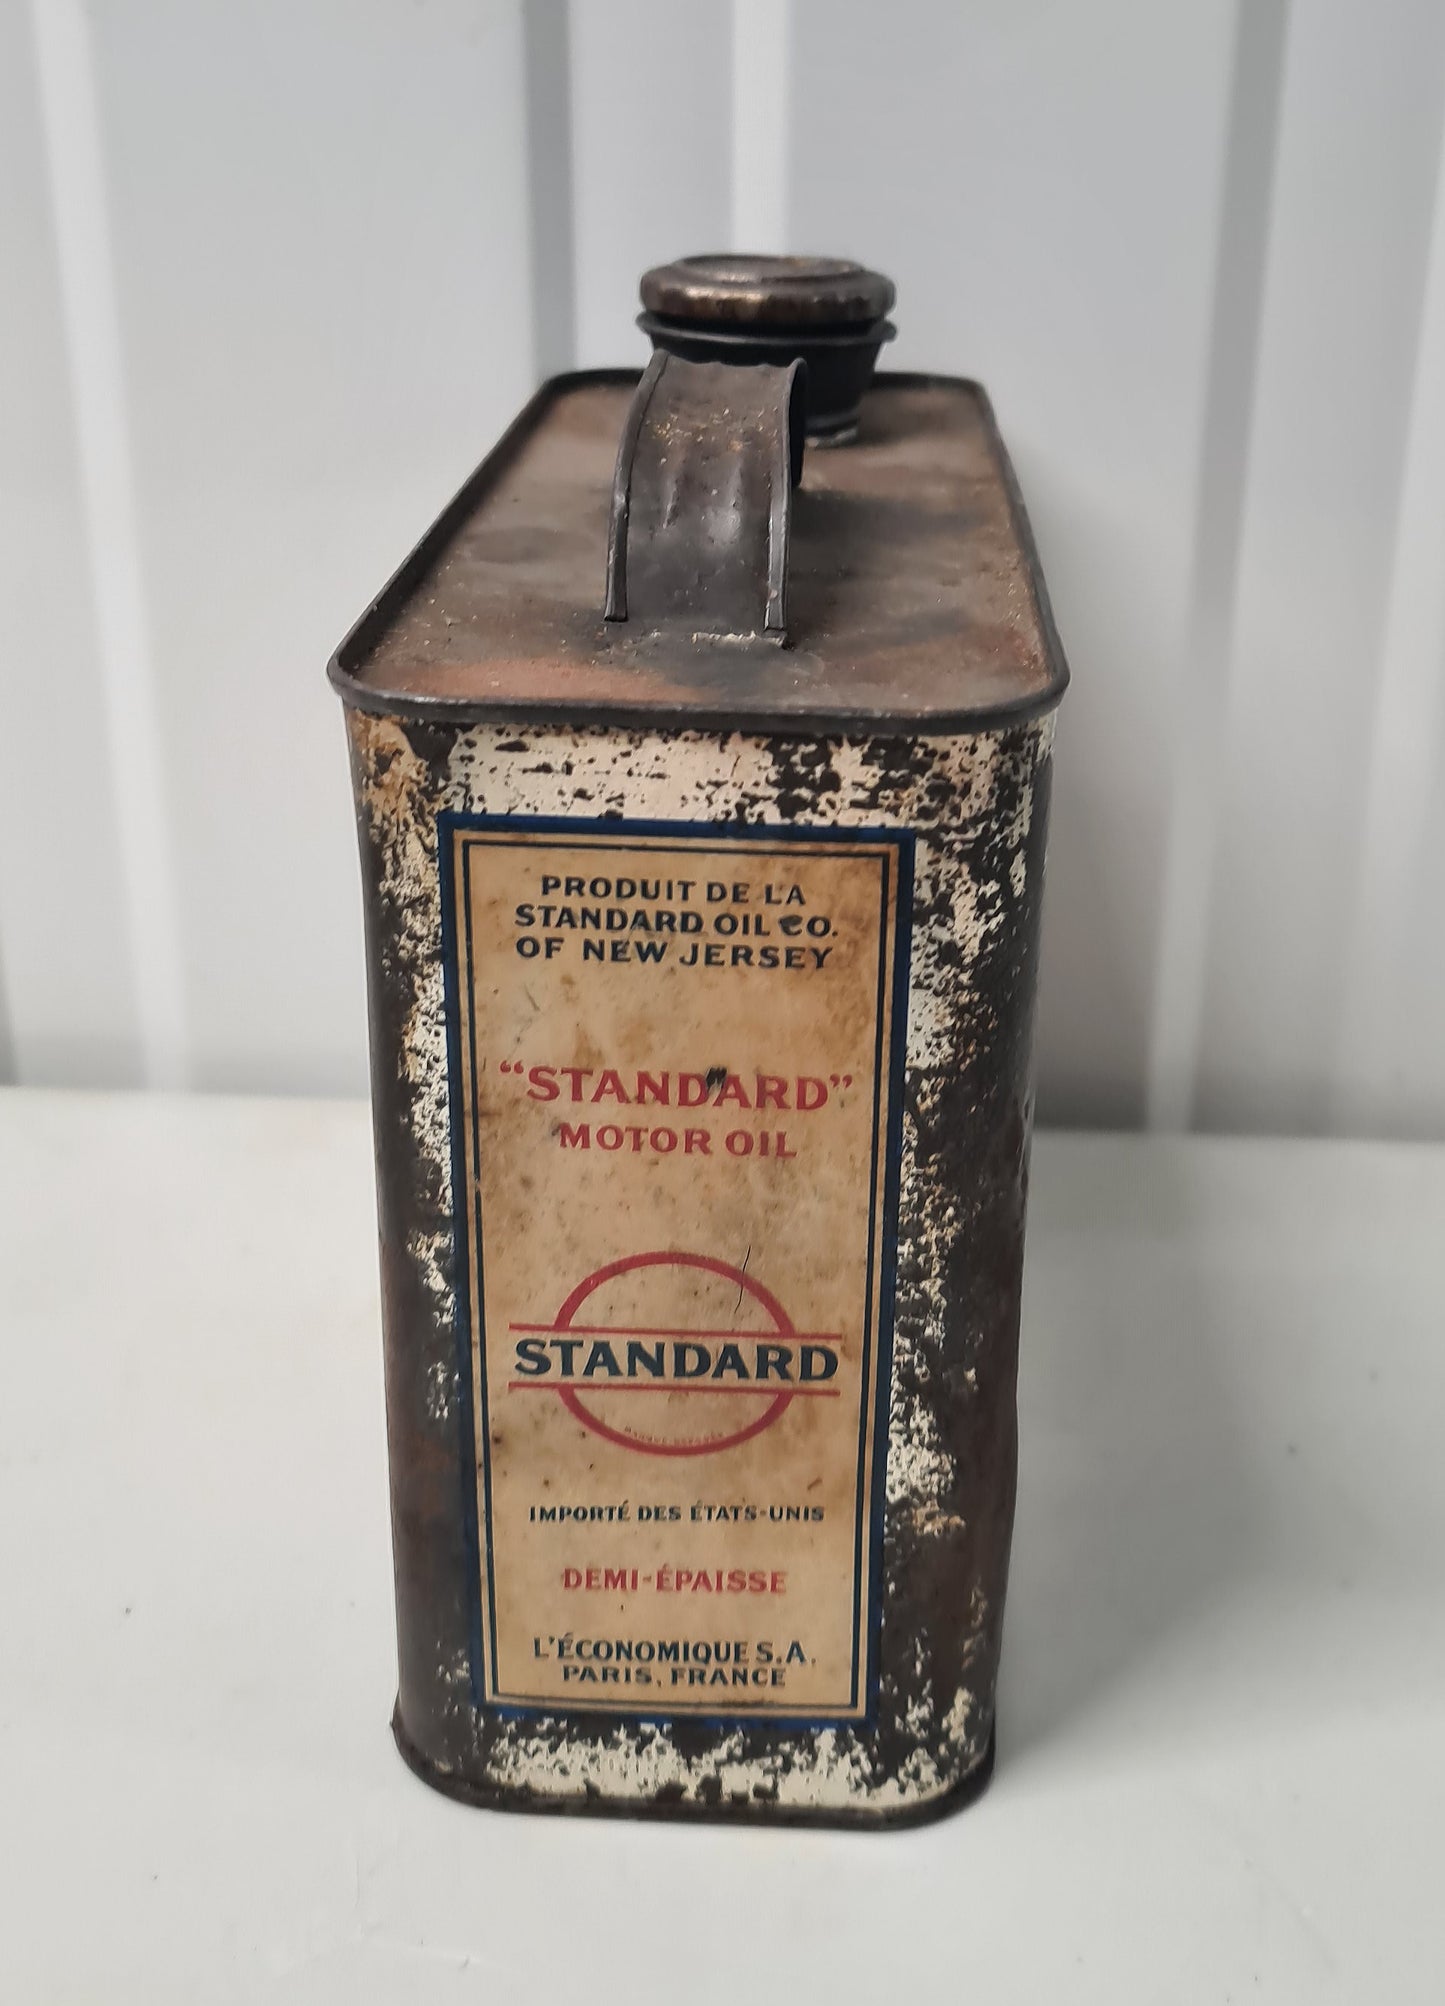 PRODUIT DE LA
STANDARD OIL CO.
OF NEW JERSEY
“STANDARD”
MOTOR OIL
STANDARD
IMPORTÉ DES ÉTATS-UNIS
DEMI-ÉPAISSE
L'ÉCONOMIQUE S.A.
PARIS, FRANCE